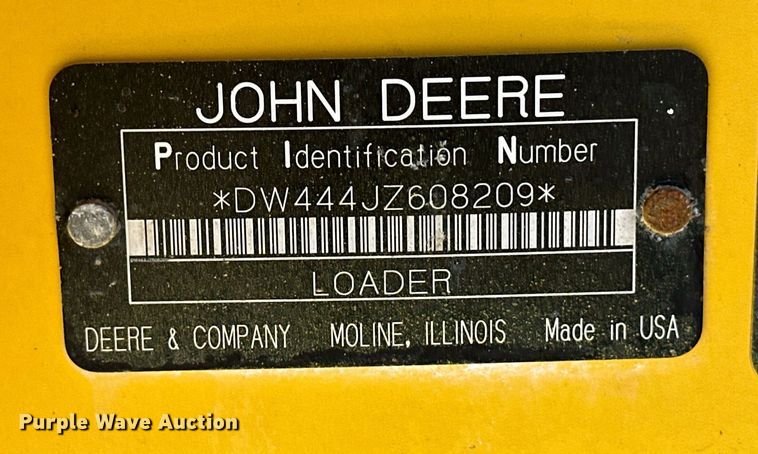 JOHN DEERE
Product Identification Number
*DW444JZ608209*
LOADER
DEERE & COMPANY MOLINE, ILLINOIS Made in USA
Purple Wave Auction